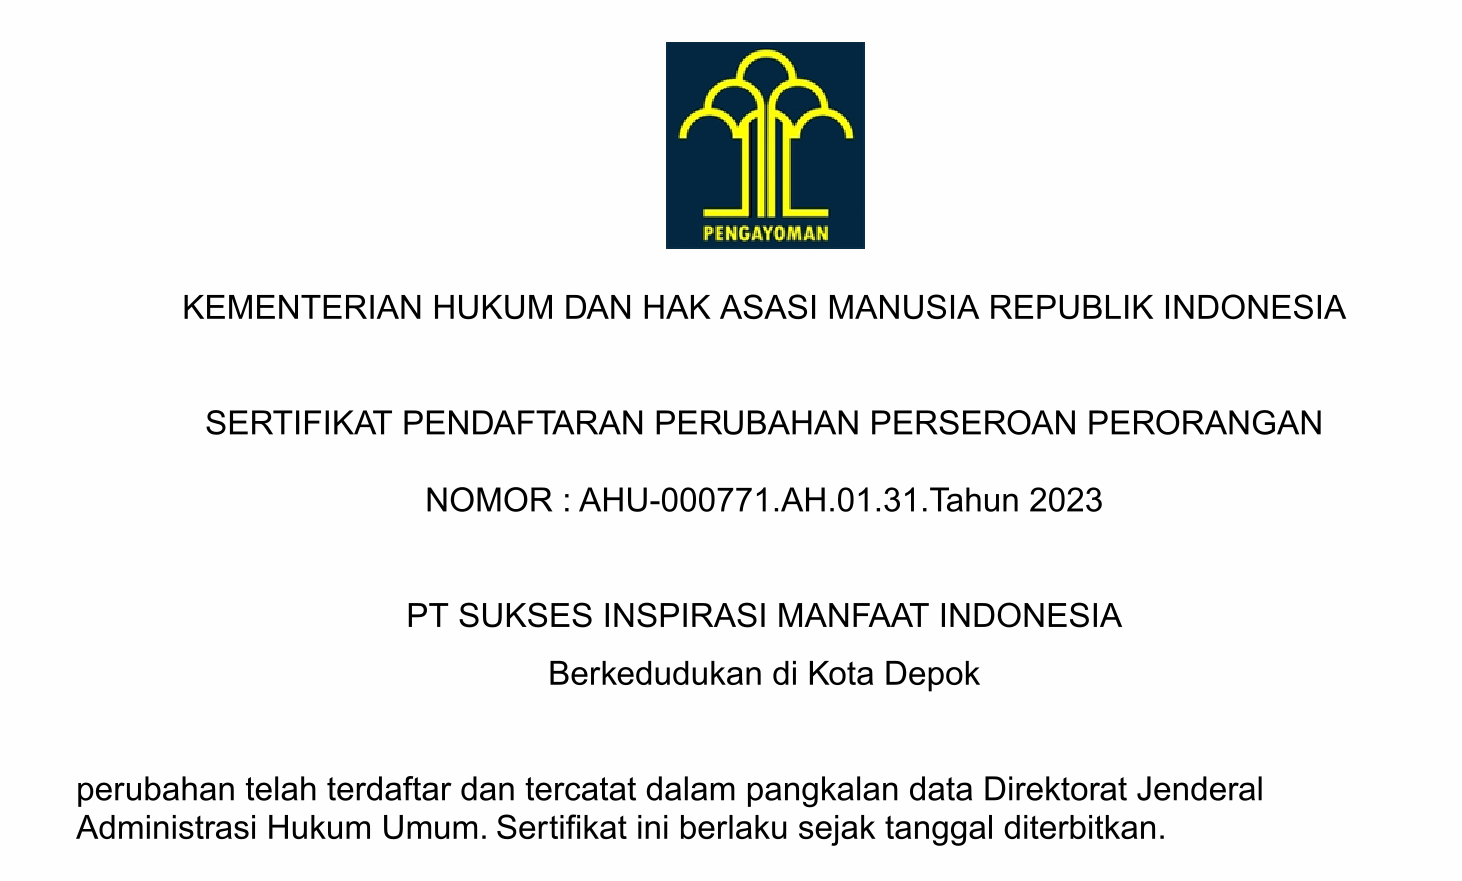 PENGAYOMAN
KEMENTERIAN HUKUM DAN HAK ASASI MANUSIA REPUBLIK INDONESIA
SERTIFIKAT PENDAFTARAN PERUBAHAN PERSEROAN PERORANGAN
NOMOR : AHU-000771.AH.01.31.Tahun 2023
PT SUKSES INSPIRASI MANFAAT INDONESIA
Berkedudukan di Kota Depok
perubahan telah terdaftar dan tercatat dalam pangkalan data Direktorat Jenderal
Administrasi Hukum Umum. Sertifikat ini berlaku sejak tanggal diterbitkan.